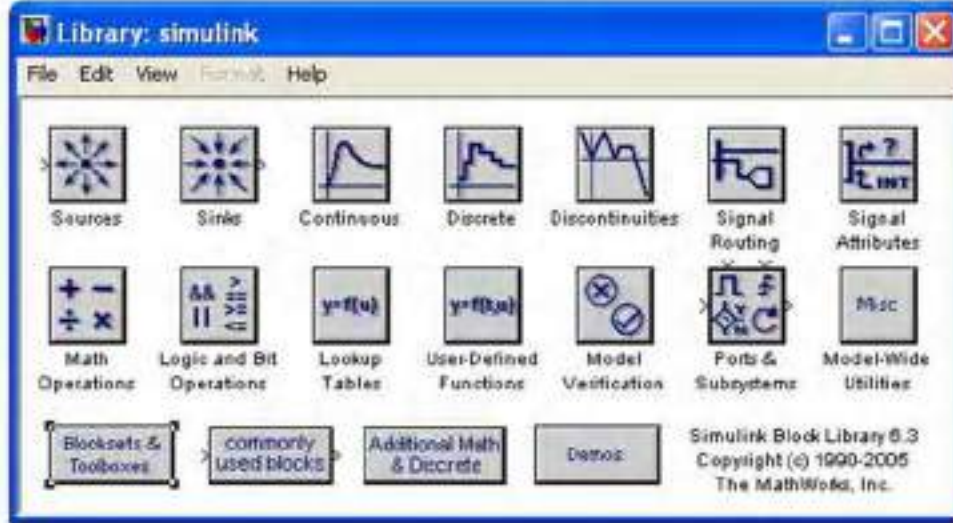 Library: simulink
File Edit View Format Help
Sources Sinks Continuous Discrete Discontinuities Signal Routing Signal Attributes
+ − ÷ × && || > == >= <= y=f(u) y=f(t,u) Misc
Math Operations Logic and Bit Operations Lookup Tables User-Defined Functions Model Verification Ports & Subsystems Model-Wide Utilities
? INT
Blocksets & Toolboxes
commonly used blocks
Additional Math & Discrete
Demos
Simulink Block Library 6.3
Copyright (c) 1990-2005
The MathWorks, Inc.